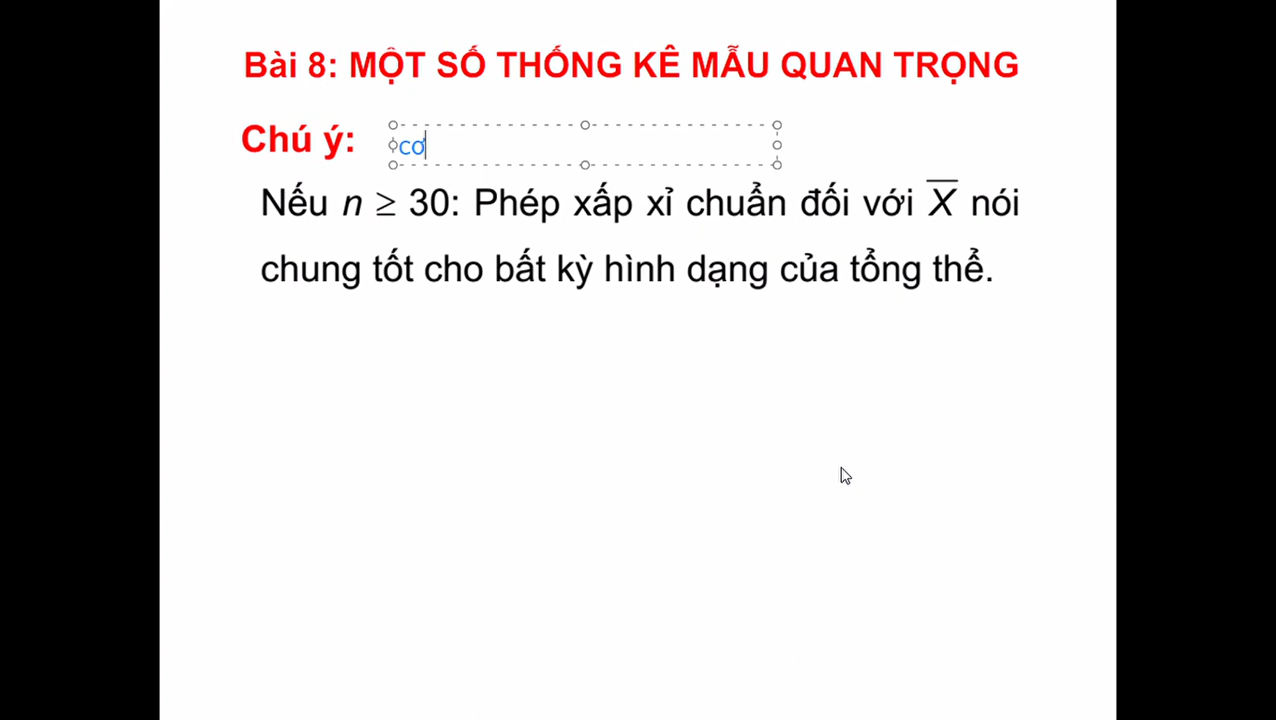 Bài 8: MỘT SỐ THỐNG KÊ MẪU QUAN TRỌNG
Chú ý: cơ
Nếu n ≥ 30: Phép xấp xỉ chuẩn đối với X̅ nói
chung tốt cho bất kỳ hình dạng của tổng thể.